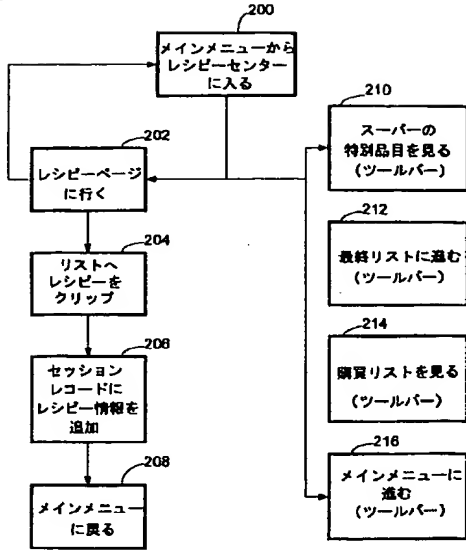 200
メインメニューから
レシピーセンター
に入る
202
レシピーページ
に行く
204
リストへ
レシピーを
クリップ
206
セッション
レコードに
レシピー情報を
追加
208
メインメニュー
に戻る
210
スーパーの
特別品目を見る
(ツールバー)
212
最終リストに進む
(ツールバー)
214
購買リストを見る
(ツールバー)
216
メインメニューに
進む
(ツールバー)